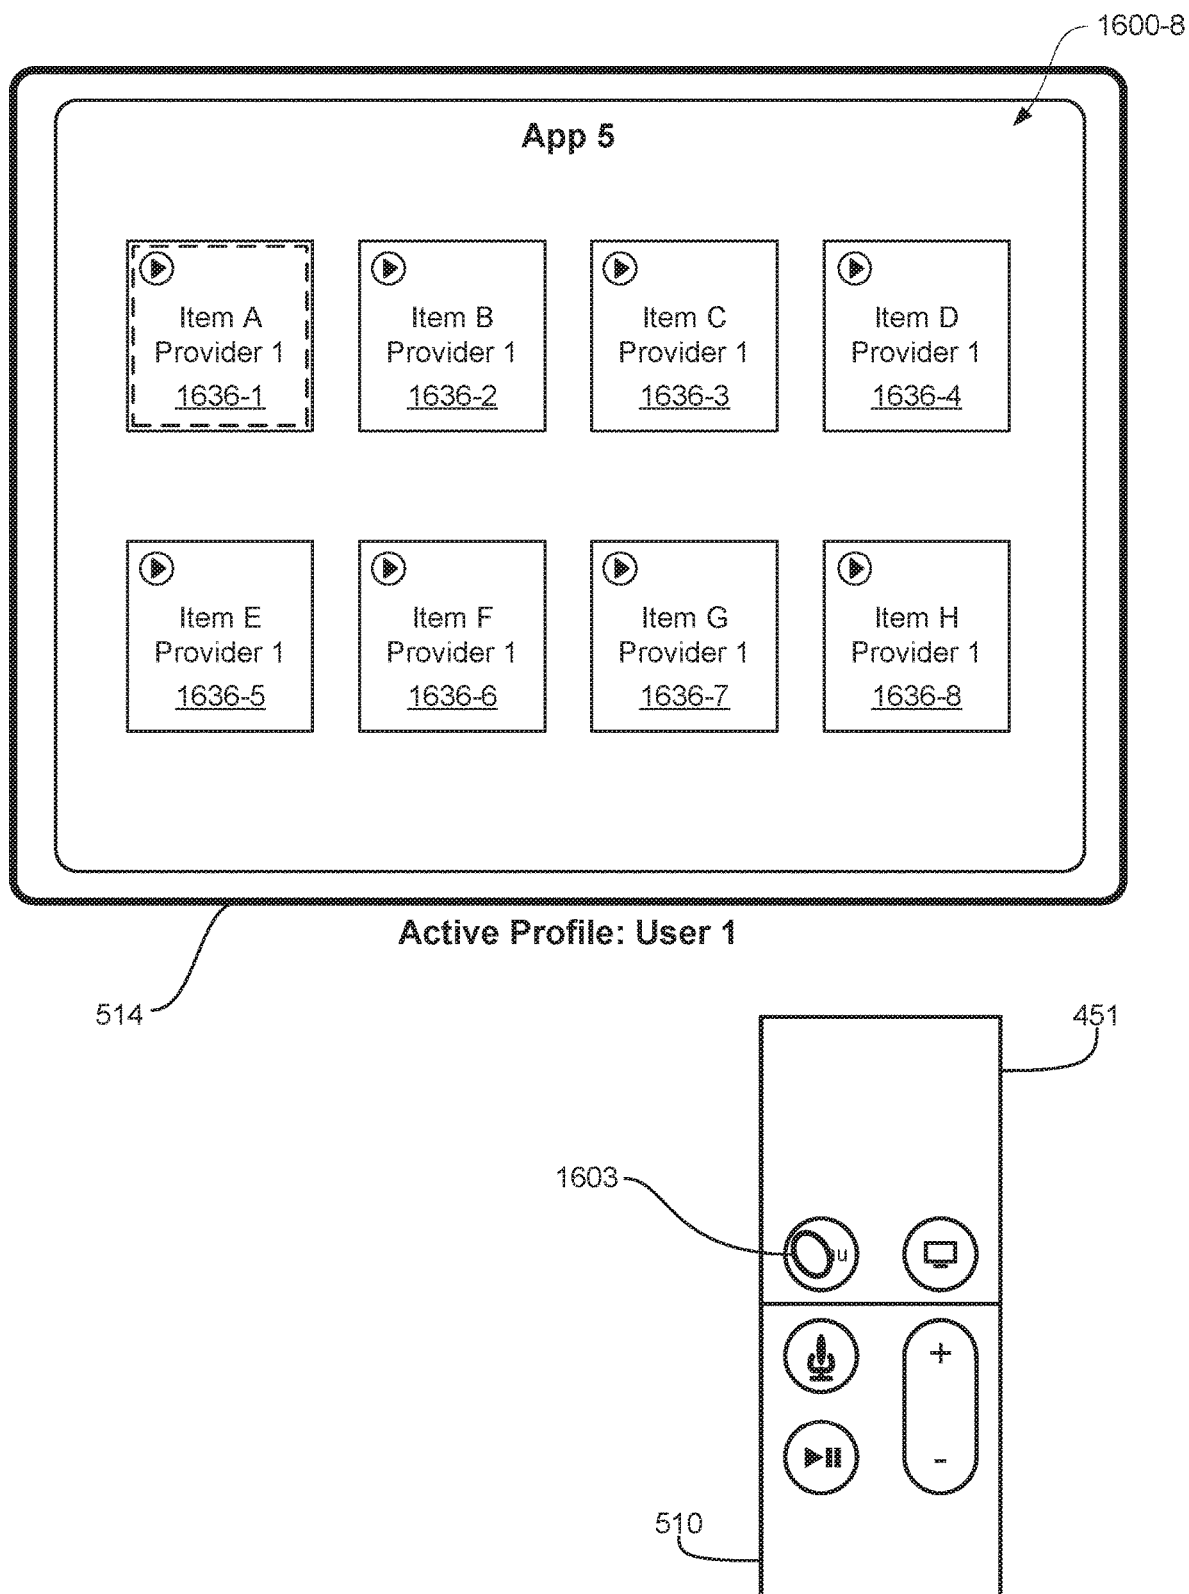 1600-8
App 5
Item A
Provider 1
1636-1
Item B
Provider 1
1636-2
Item C
Provider 1
1636-3
Item D
Provider 1
1636-4
Item E
Provider 1
1636-5
Item F
Provider 1
1636-6
Item G
Provider 1
1636-7
Item H
Provider 1
1636-8
Active Profile: User 1
514
451
1603
+
-
510